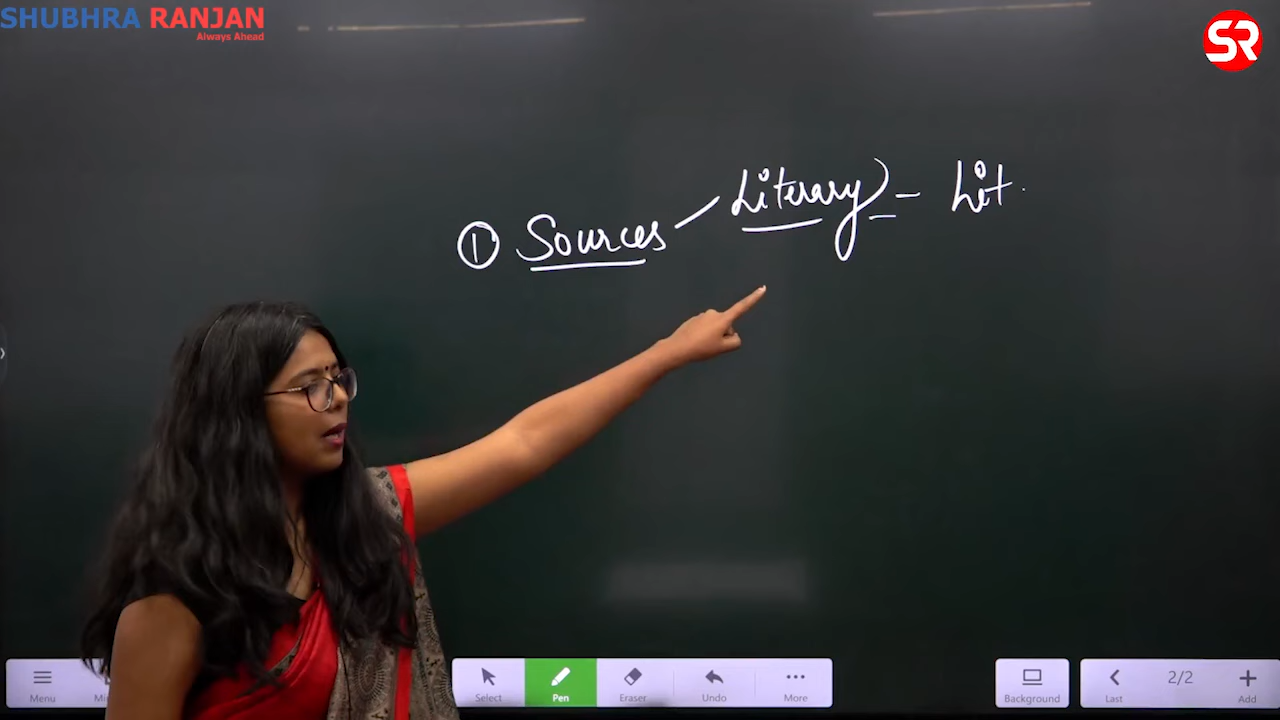 SHUBHRA RANJAN
Always Ahead
SR
① Sources - Literary - Lit.
Menu
Select
Pen
Eraser
Undo
More
Background
Last
2/2
Add